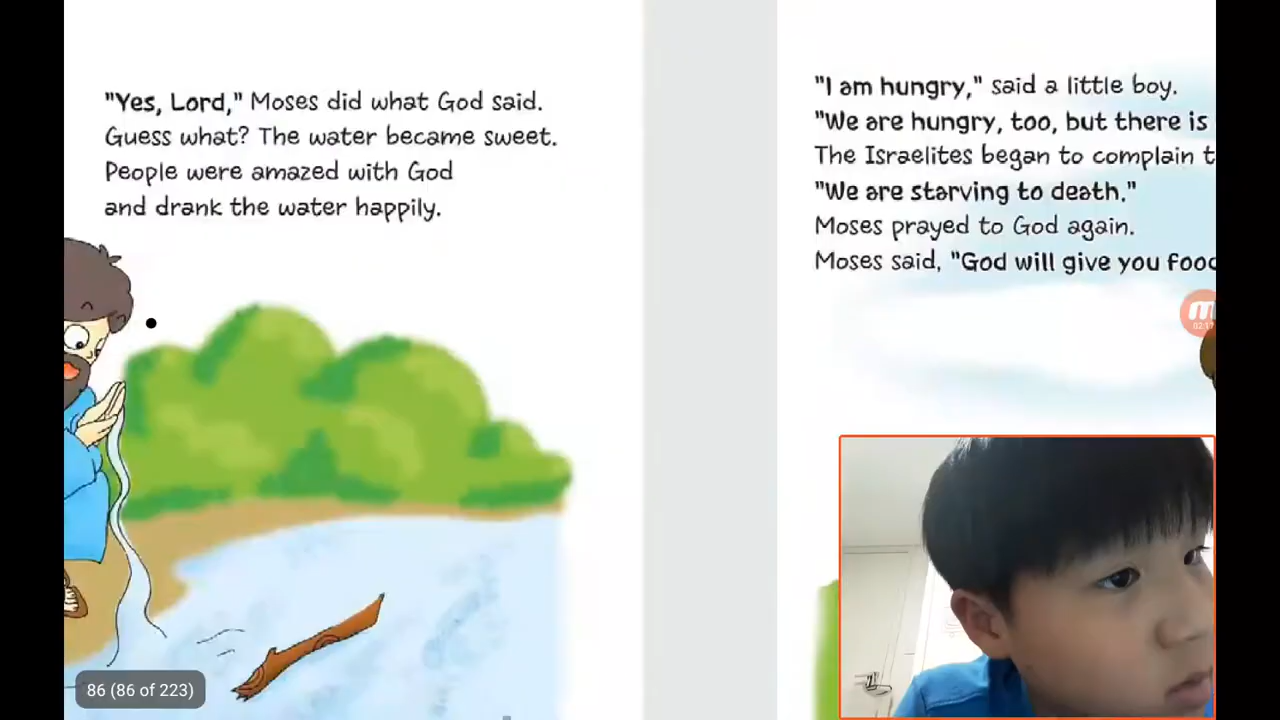 "Yes, Lord," Moses did what God said.
Guess what? The water became sweet.
People were amazed with God
and drank the water happily.
"I am hungry," said a little boy.
"We are hungry, too, but there is
The Israelites began to complain t
"We are starving to death."
Moses prayed to God again.
Moses said, "God will give you food
02:17
86 (86 of 223)